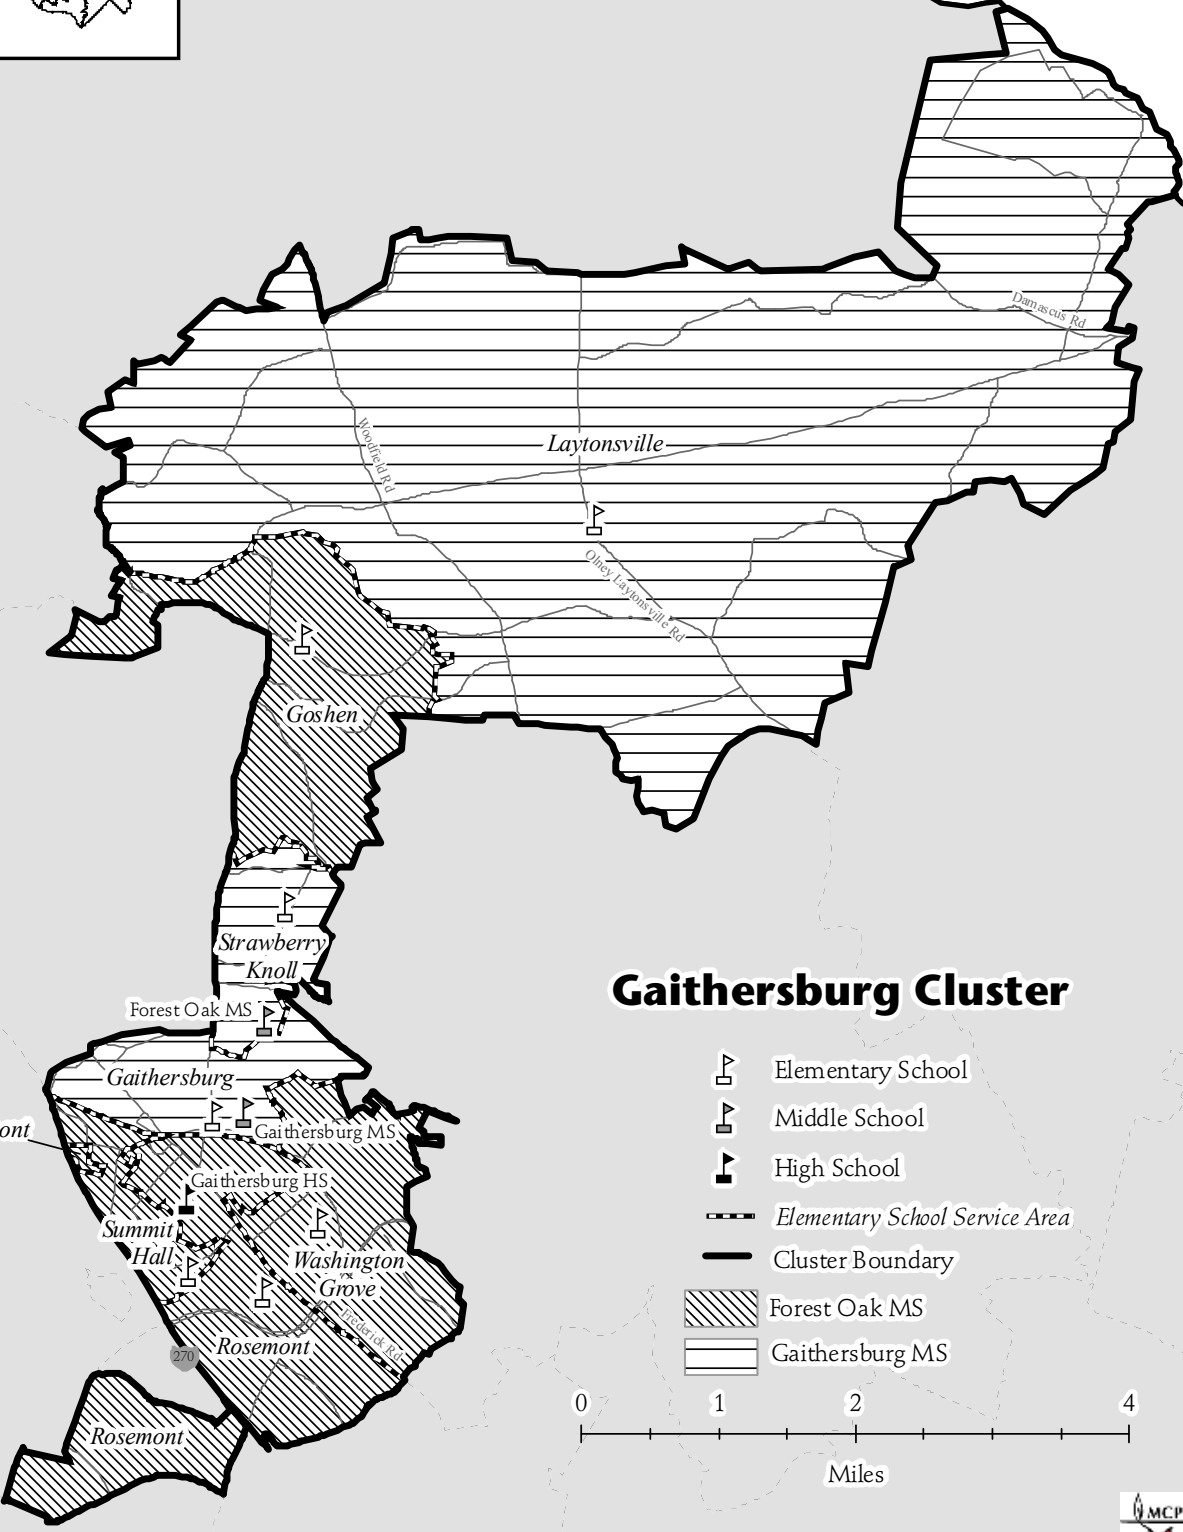 Damascus Rd
Woodfield Rd
Laytonsville
Olney Laytonsville Rd
Goshen
Strawberry
Knoll
Gaithersburg Cluster
Forest Oak MS
Elementary School
Gaithersburg
Middle School
ont
Gaithersburg MS
High School
Gaithersburg HS
Elementary School Service Area
Summit
Hall
Washington
Grove
Cluster Boundary
Forest Oak MS
Frederick Rd
Rosemont
270
Gaithersburg MS
0 1 2 4
Rosemont
Miles
MCP